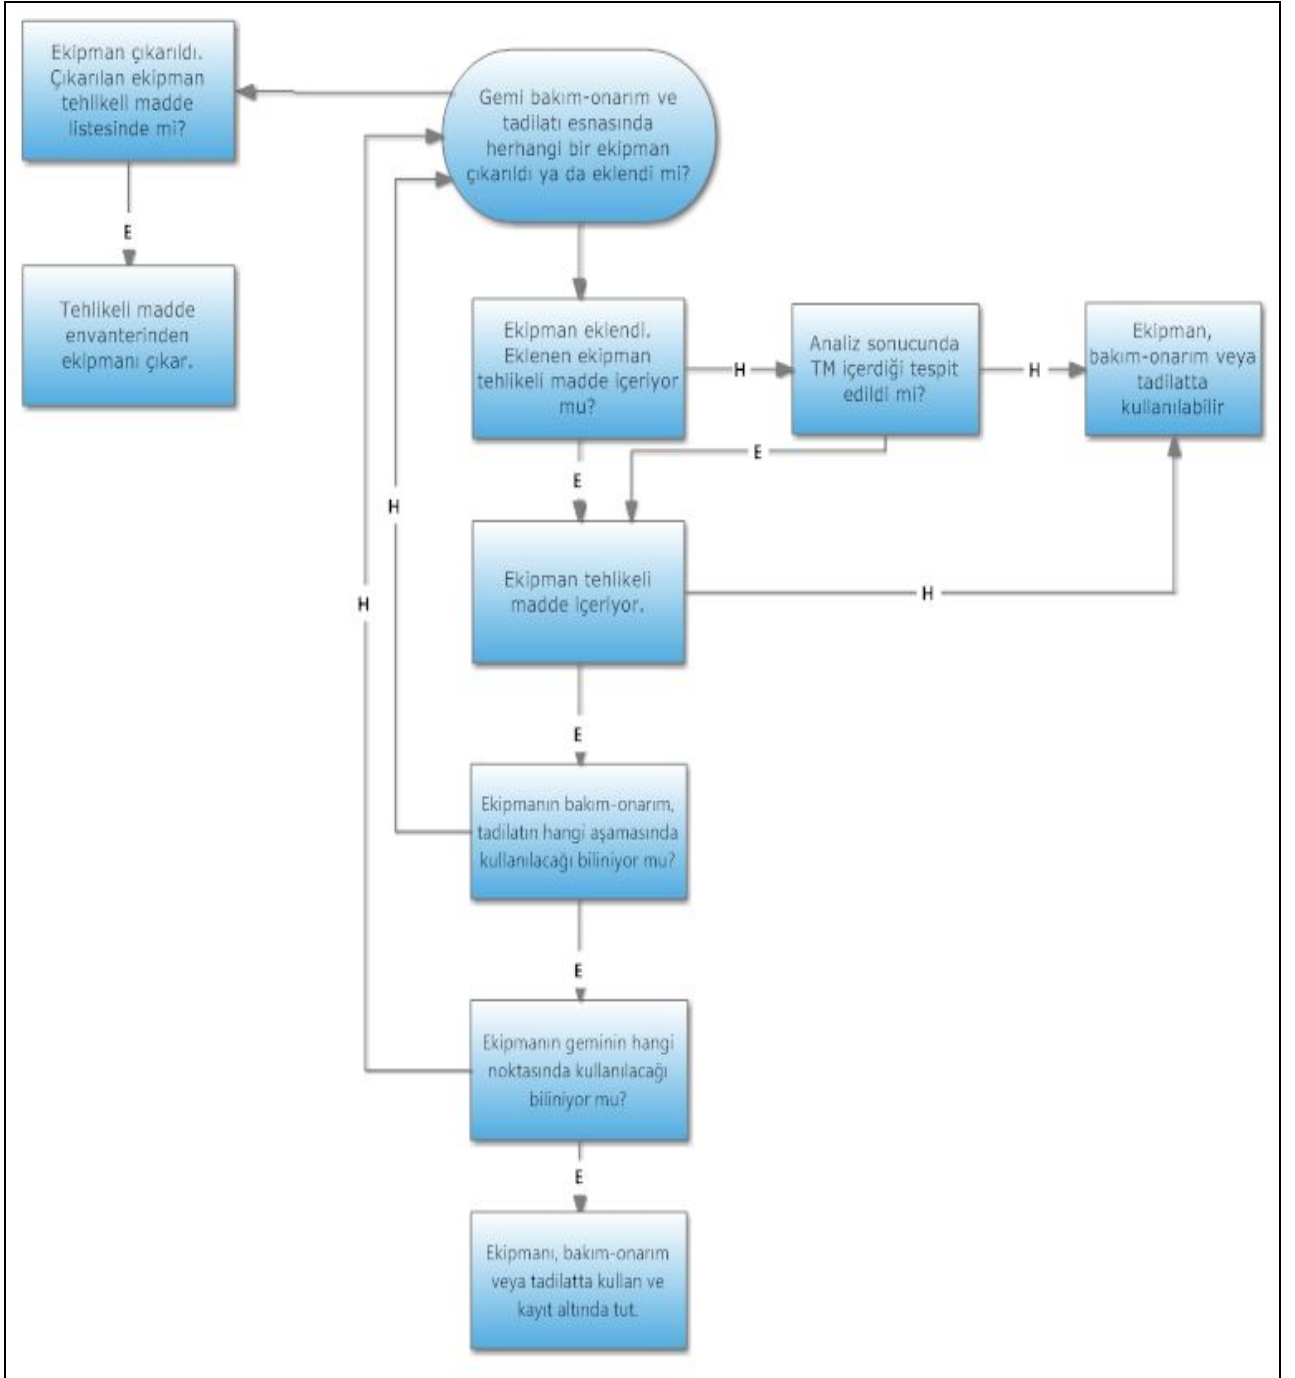 Ekipman çıkarıldı.
Çıkarılan ekipman
tehlikeli madde
listesinde mi?
E
Tehlikeli madde
envanterinden
ekipmanı çıkar.
Gemi bakım-onarım ve
tadilatı esnasında
herhangi bir ekipman
çıkarıldı ya da eklendi mi?
Ekipman eklendi.
Eklenen ekipman
tehlikeli madde içeriyor
mu?
H
Analiz sonucunda
TM içerdiği tespit
edildi mi?
H
Ekipman,
bakım-onarım veya
tadilatta
kullanılabilir
E
E
H
Ekipman tehlikeli
madde içeriyor.
H
H
E
Ekipmanın bakım-onarım,
tadilatın hangi aşamasında
kullanılacağı biliniyor mu?
E
Ekipmanın geminin hangi
noktasında kullanılacağı
biliniyor mu?
E
Ekipmanı, bakım-onarım
veya tadilatta kullan ve
kayıt altında tut.